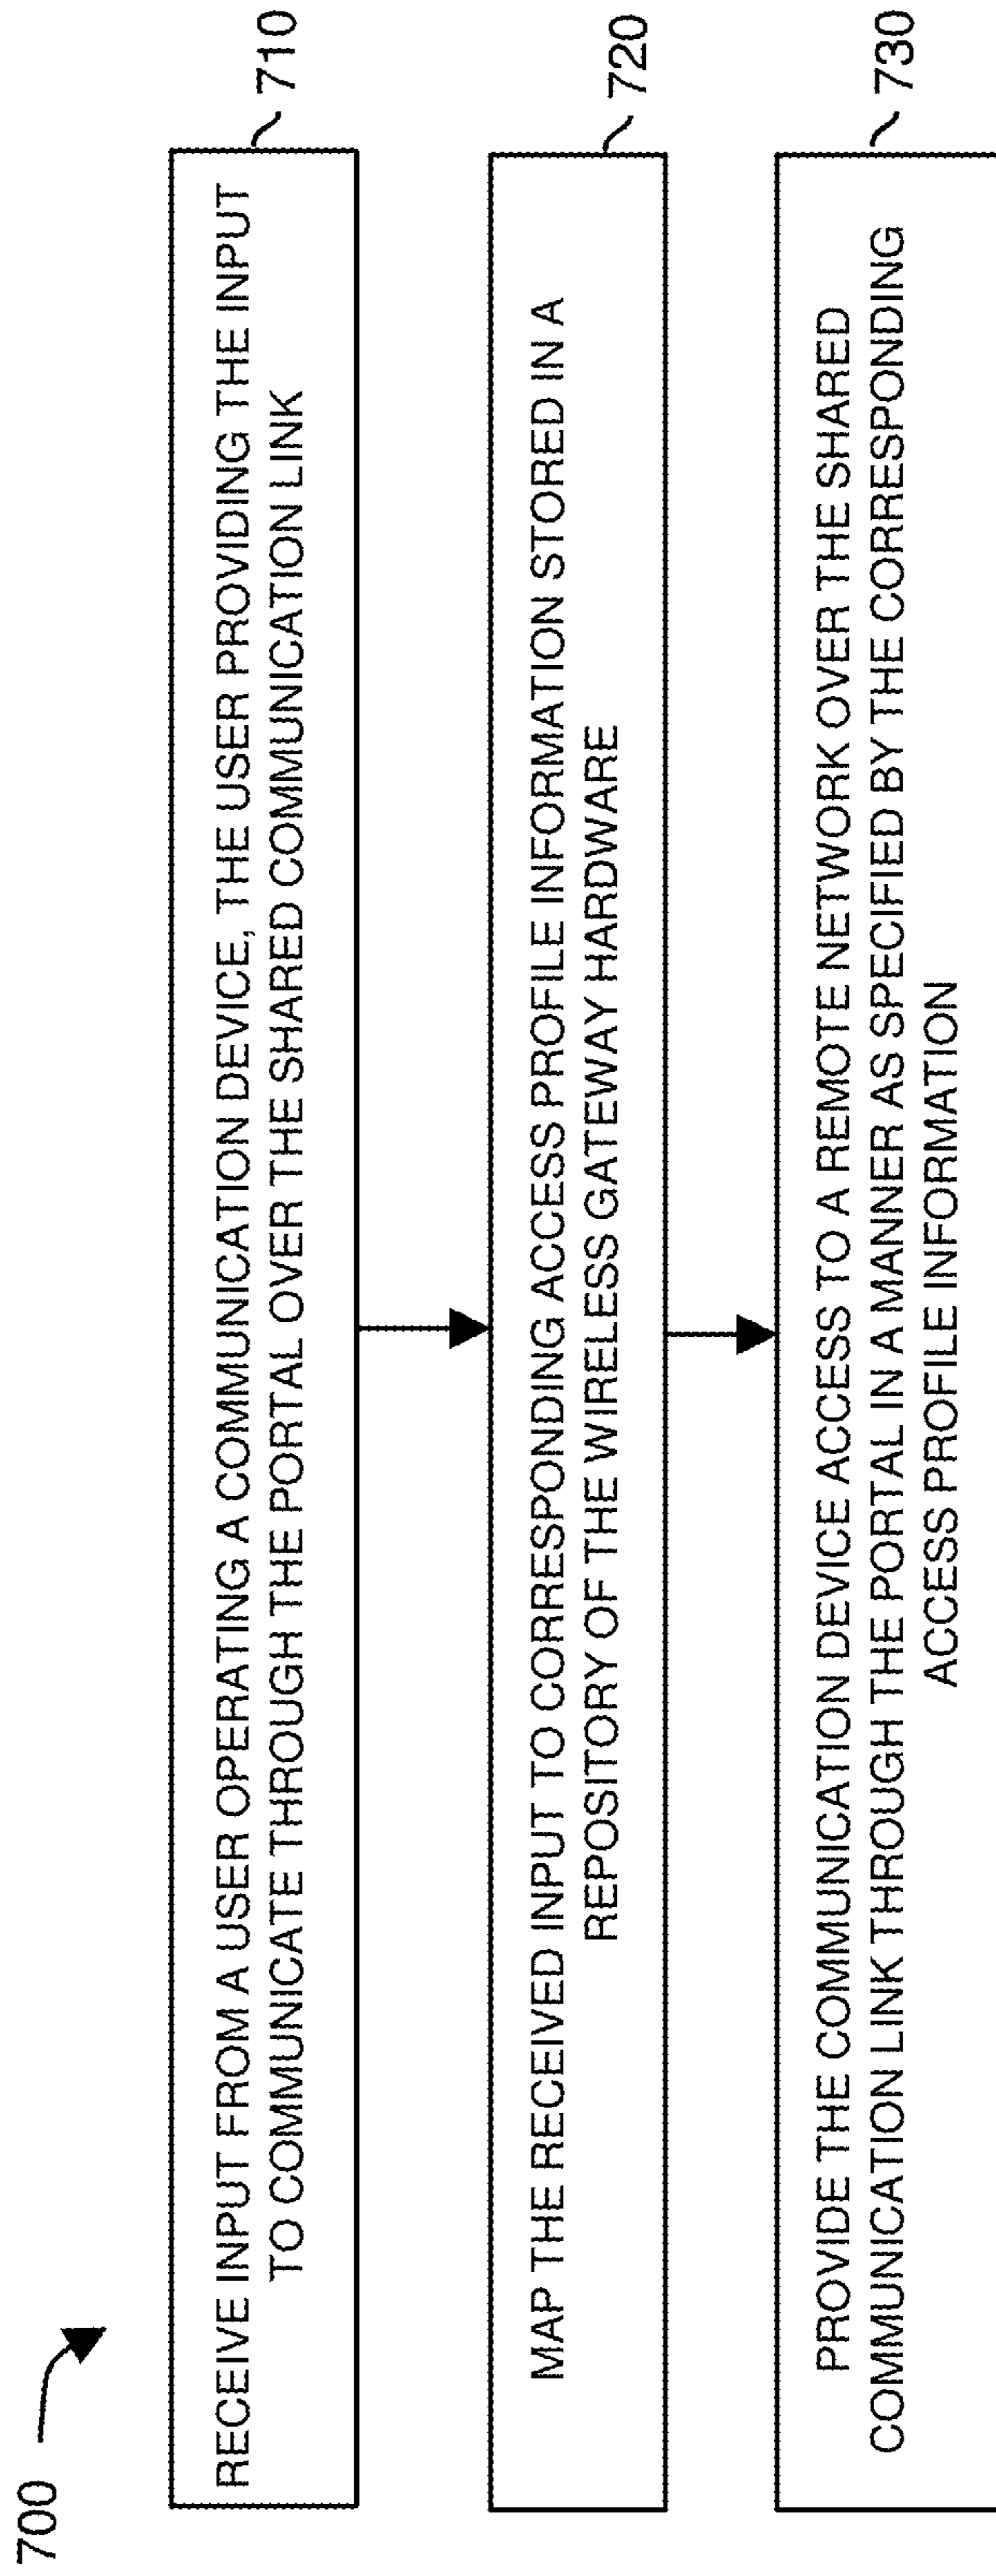 700
RECEIVE INPUT FROM A USER OPERATING A COMMUNICATION DEVICE, THE USER PROVIDING THE INPUT
TO COMMUNICATE THROUGH THE PORTAL OVER THE SHARED COMMUNICATION LINK
710
MAP THE RECEIVED INPUT TO CORRESPONDING ACCESS PROFILE INFORMATION STORED IN A
REPOSITORY OF THE WIRELESS GATEWAY HARDWARE
720
PROVIDE THE COMMUNICATION DEVICE ACCESS TO A REMOTE NETWORK OVER THE SHARED
COMMUNICATION LINK THROUGH THE PORTAL IN A MANNER AS SPECIFIED BY THE CORRESPONDING
ACCESS PROFILE INFORMATION
730